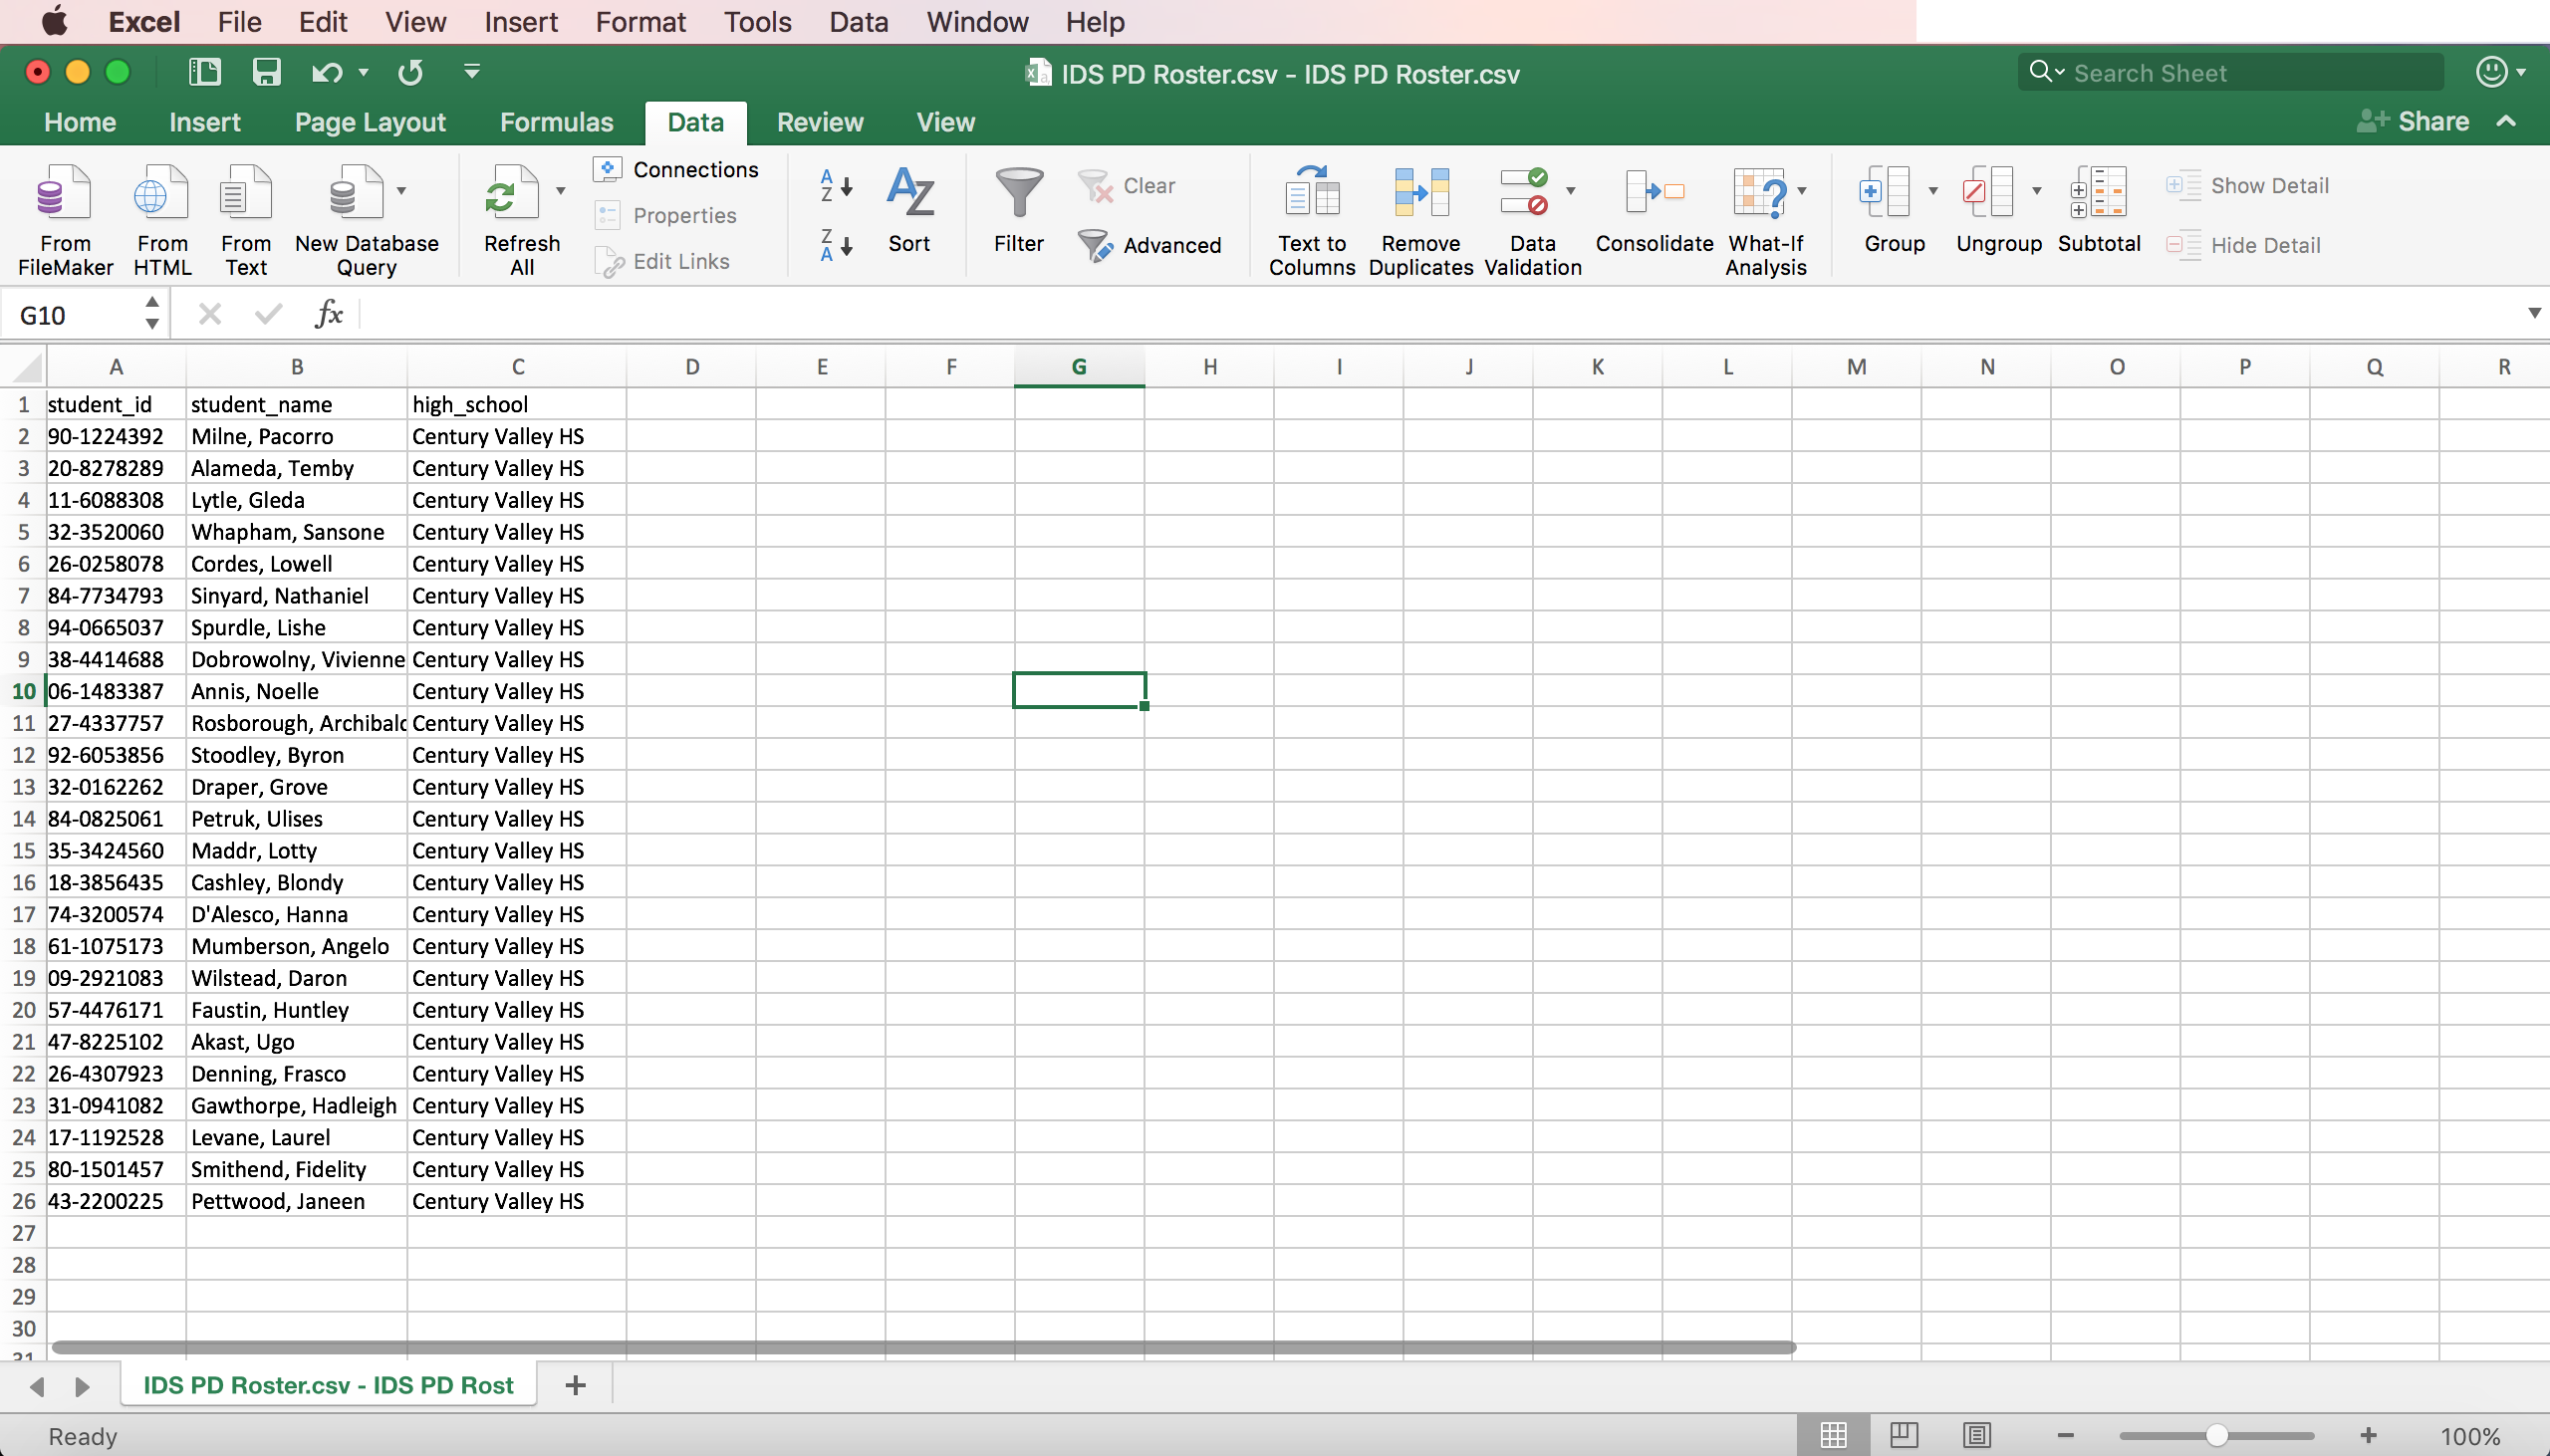 Excel File Edit View Insert Format Tools Data Window Help
IDS PD Roster.csv - IDS PD Roster.csv
Search Sheet
Home Insert Page Layout Formulas Data Review View
Share
From FileMaker
From HTML
From Text
New Database Query
Refresh All
Connections
Properties
Edit Links
Sort
Filter
Clear
Advanced
Text to Columns
Remove Duplicates
Data Validation
Consolidate
What-If Analysis
Group
Ungroup
Subtotal
Show Detail
Hide Detail
G10 fx
A B C D E F G H I J K L M N O P Q R
1 student_id student_name high_school
2 90-1224392 Milne, Pacorro Century Valley HS
3 20-8278289 Alameda, Temby Century Valley HS
4 11-6088308 Lytle, Gleda Century Valley HS
5 32-3520060 Whapham, Sansone Century Valley HS
6 26-0258078 Cordes, Lowell Century Valley HS
7 84-7734793 Sinyard, Nathaniel Century Valley HS
8 94-0665037 Spurdle, Lishe Century Valley HS
9 38-4414688 Dobrowolny, Vivienne Century Valley HS
10 06-1483387 Annis, Noelle Century Valley HS
11 27-4337757 Rosborough, Century Valley HS
12 92-6053856 Stoodley, Byron Century Valley HS
13 32-0162262 Draper, Grove Century Valley HS
14 84-0825061 Petruk, Ulises Century Valley HS
15 35-3424560 Maddr, Lotty Century Valley HS
16 18-3856435 Cashley, Blondy Century Valley HS
17 74-3200574 D'Alesco, Hanna Century Valley HS
18 61-1075173 Mumberson, Angelo Century Valley HS
19 09-2921083 Wilstead, Daron Century Valley HS
20 57-4476171 Faustin, Huntley Century Valley HS
21 47-8225102 Akast, Ugo Century Valley HS
22 26-4307923 Denning, Frasco Century Valley HS
23 31-0941082 Gawthorpe, Hadleigh Century Valley HS
24 17-1192528 Levane, Laurel Century Valley HS
25 80-1501457 Smithend, Fidelity Century Valley HS
26 43-2200225 Pettwood, Janeen Century Valley HS
27
28
29
30
IDS PD Roster.csv - IDS PD Rost
Ready
100%